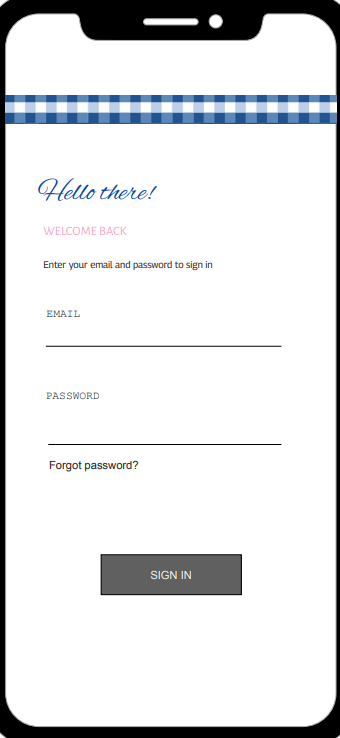 Hello there!
WELCOME BACK
Enter your email and password to sign in
EMAIL
PASSWORD
Forgot password?
SIGN IN